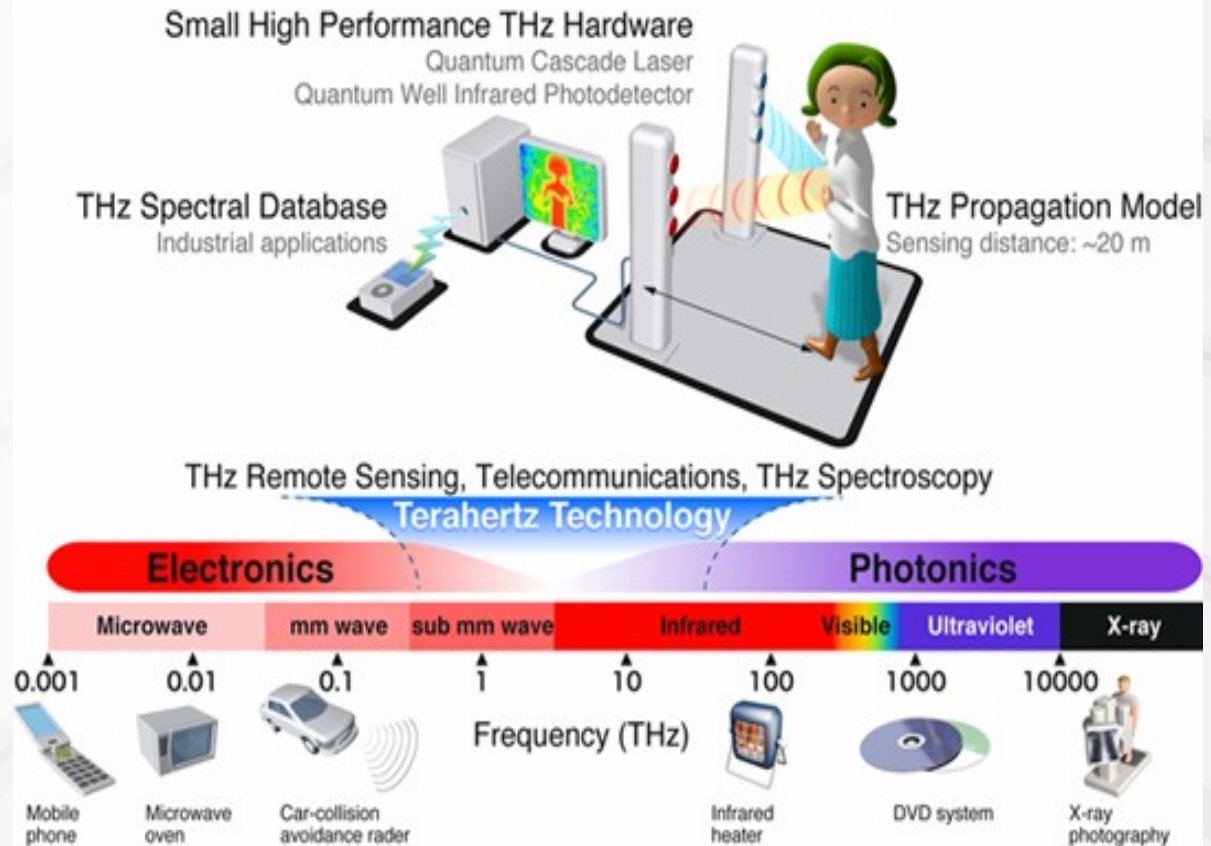 Small High Performance THz Hardware
Quantum Cascade Laser
Quantum Well Infrared Photodetector
THz Spectral Database
Industrial applications
THz Propagation Model
Sensing distance: ~20 m
THz Remote Sensing, Telecommunications, THz Spectroscopy
Terahertz Technology
Electronics
Photonics
Microwave
mm wave
sub mm wave
Infrared
Visible
Ultraviolet
X-ray
0.001
0.01
0.1
1
10
100
1000
10000
Frequency (THz)
Mobile
phone
Microwave
oven
Car-collision
avoidance rader
Infrared
heater
DVD system
X-ray
photography